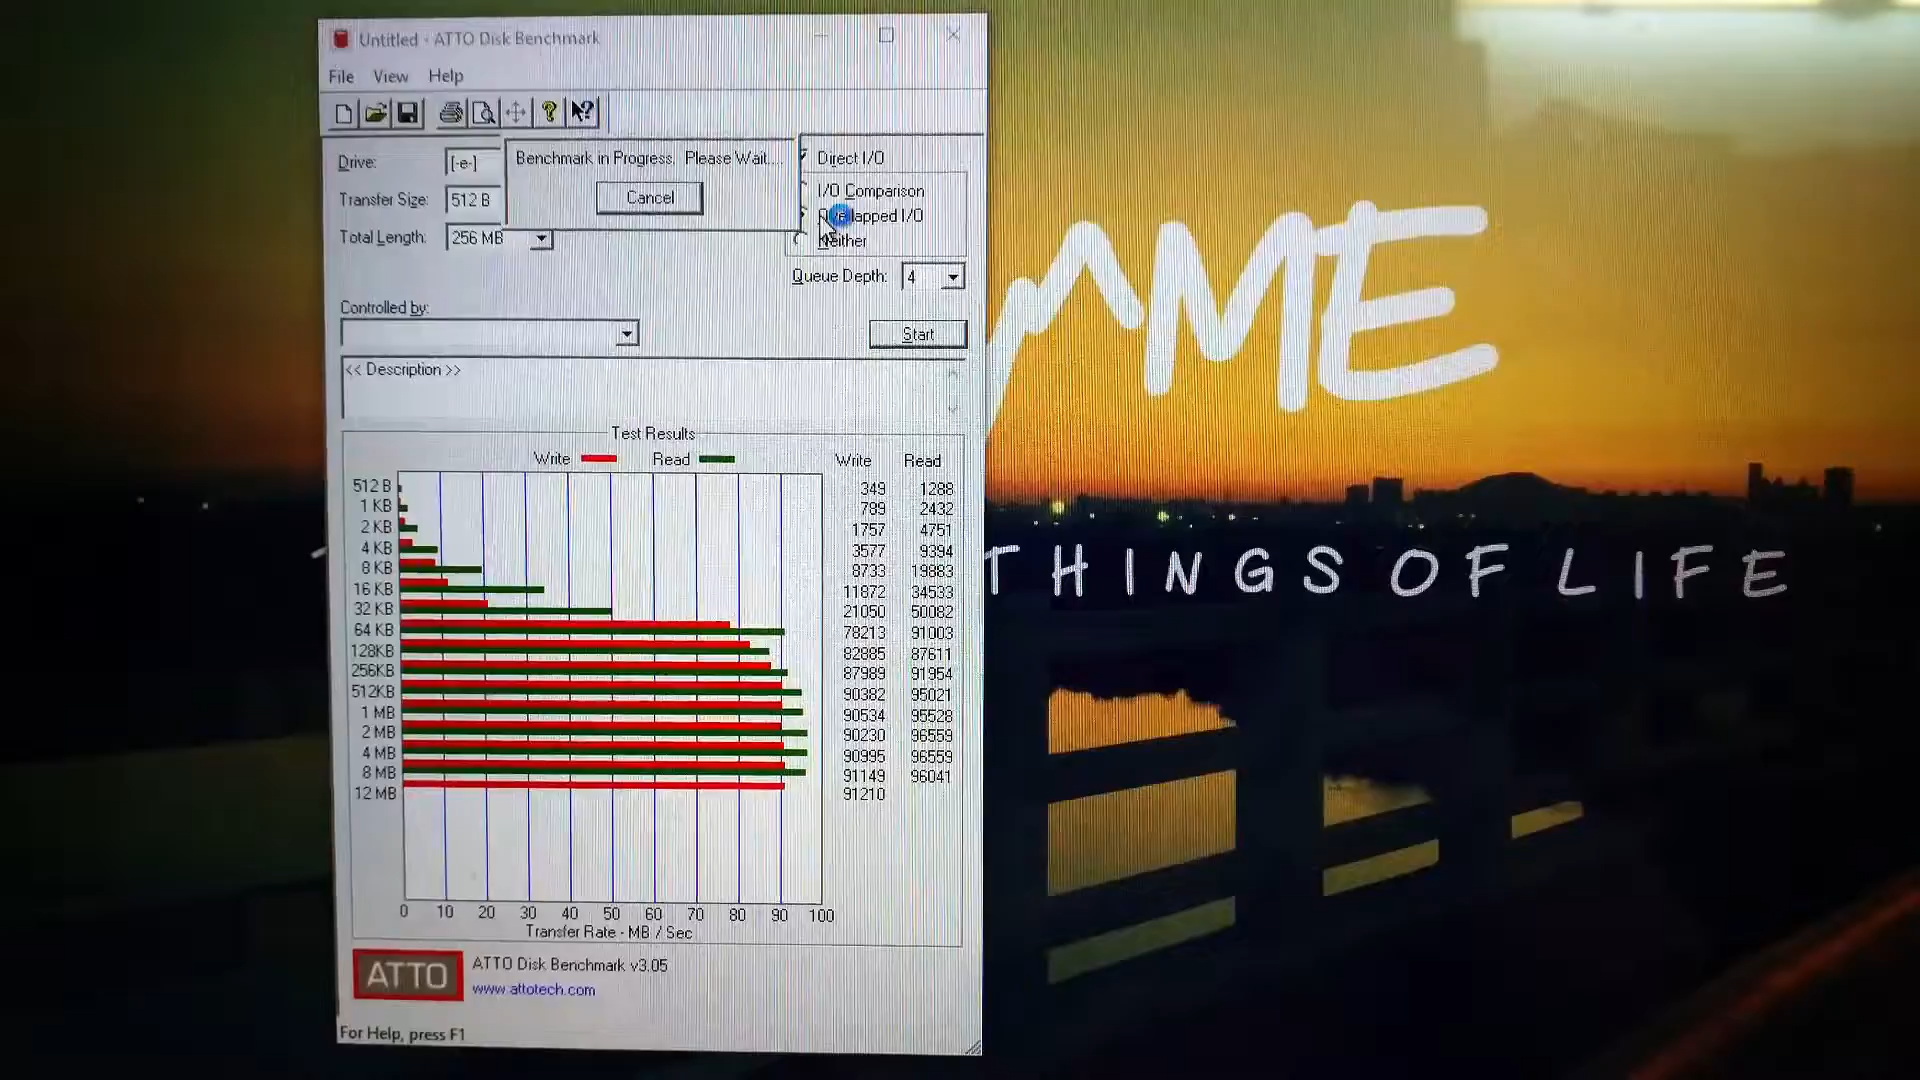 Untitled - ATTO Disk Benchmark
File View Help
Drive: [-e-]
Benchmark in Progress. Please Wait....
Cancel
Direct I/O
Transfer Size: 512 B
I/O Comparison
Overlapped I/O
Total Length: 256 MB
Neither
Queue Depth: 4
Controlled by:
Start
<< Description >>
Test Results
Write Read Write Read
512 B 349 1288
1 KB 789 2432
2 KB 1757 4751
4 KB 3577 9394
8 KB 8733 19883
16 KB 11872 34533
32 KB 21050 50082
64 KB 78213 91003
128KB 82885 87611
256KB 87989 91954
512KB 90382 95021
1 MB 90534 95528
2 MB 90230 96559
4 MB 90995 96559
8 MB 91149 96041
12 MB 91210
0 10 20 30 40 50 60 70 80 90 100
Transfer Rate - MB / Sec
ATTO
ATTO Disk Benchmark v3.05
www.attotech.com
For Help, press F1
THINGS OF LIFE